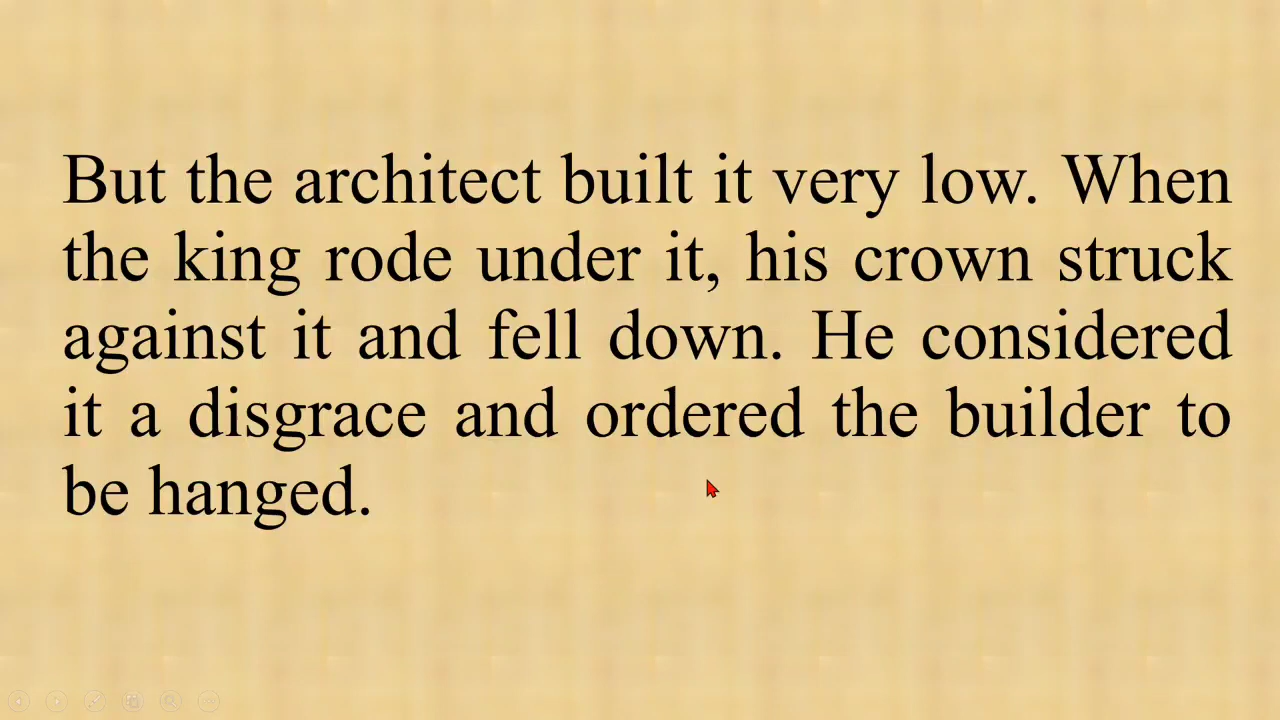 But the architect built it very low. When
the king rode under it, his crown struck
against it and fell down. He considered
it a disgrace and ordered the builder to
be hanged.